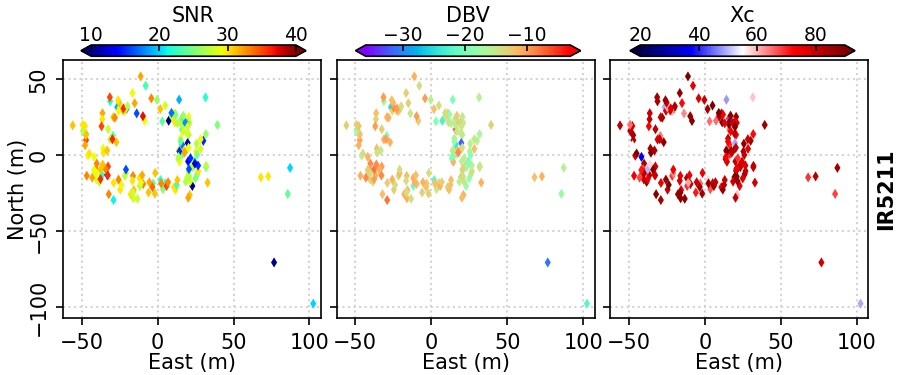 SNR DBV Xc
10 20 30 40 −30 −20 −10 20 40 60 80
50
0
−50
−100
North (m)
−50 0 50 100 −50 0 50 100 −50 0 50 100
East (m) East (m) East (m)
IR5211